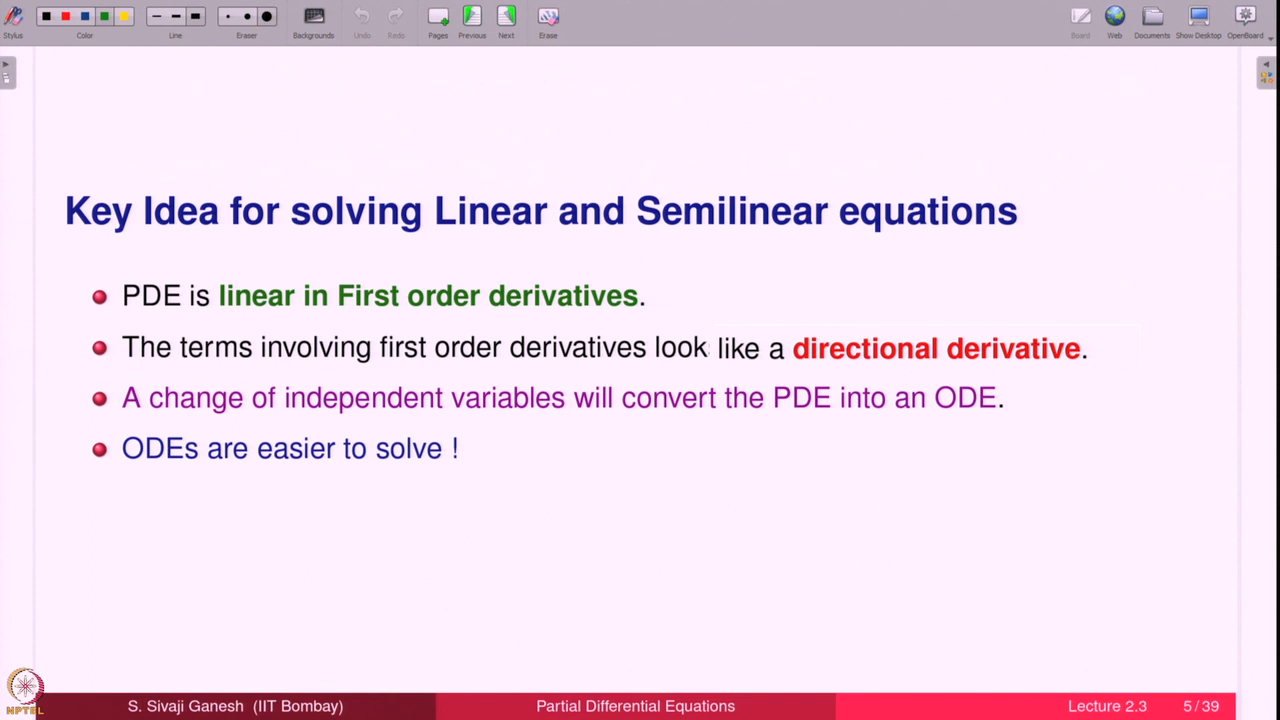 Stylus Color Line Eraser Backgrounds Undo Redo Pages Previous Next Erase Board Web Documents Show Desktop OpenBoard
Key Idea for solving Linear and Semilinear equations
PDE is linear in First order derivatives.
The terms involving first order derivatives look like a directional derivative.
A change of independent variables will convert the PDE into an ODE.
ODEs are easier to solve !
NPTEL
S. Sivaji Ganesh (IIT Bombay) Partial Differential Equations Lecture 2.3 5/39